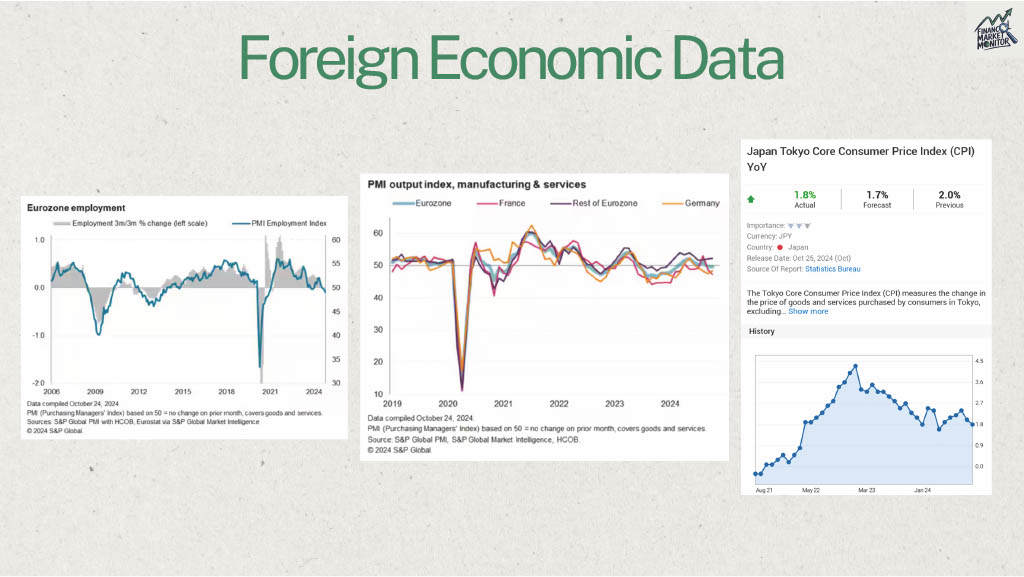 Foreign Economic Data
FINANCE
MARKET
MONITOR
Eurozone employment
Employment 3m/3m % change (left scale)
PMI Employment Index
1.0
0.0
-1.0
-2.0
60
55
50
45
40
35
30
2006
2009
2012
2015
2018
2021
2024
Data compiled October 24, 2024.
PMI (Purchasing Managers' Index) based on 50 = no change on prior month, covers goods and services.
Sources: S&P Global PMI with HCOB, Eurostat via S&P Global Market Intelligence
© 2024 S&P Global.
PMI output index, manufacturing & services
Eurozone
France
Rest of Eurozone
Germany
60
50
40
30
20
10
2019
2020
2021
2022
2023
2024
Data compiled October 24, 2024.
PMI (Purchasing Managers' Index) based on 50 = no change on prior month, covers goods and services.
Source: S&P Global PMI, S&P Global Market Intelligence, HCOB.
© 2024 S&P Global
Japan Tokyo Core Consumer Price Index (CPI)
YoY
1.8%
Actual
1.7%
Forecast
2.0%
Previous
Importance:
Currency: JPY
Country: Japan
Release Date: Oct 25, 2024 (Oct)
Source Of Report: Statistics Bureau
The Tokyo Core Consumer Price Index (CPI) measures the change in
the price of goods and services purchased by consumers in Tokyo,
excluding... Show more
History
4.5
3.6
2.7
1.8
0.9
0.0
Aug 21
May 22
Mar 23
Jan 24